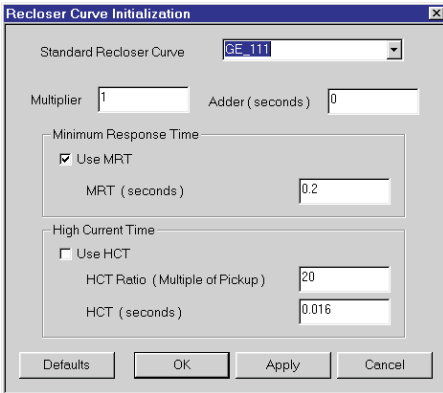 Recloser Curve Initialization
Standard Recloser Curve GE_111
Multiplier 1 Adder ( seconds ) 0
Minimum Response Time
Use MRT
MRT ( seconds ) 0.2
High Current Time
Use HCT
HCT Ratio ( Multiple of Pickup ) 20
HCT ( seconds ) 0.016
Defaults OK Apply Cancel